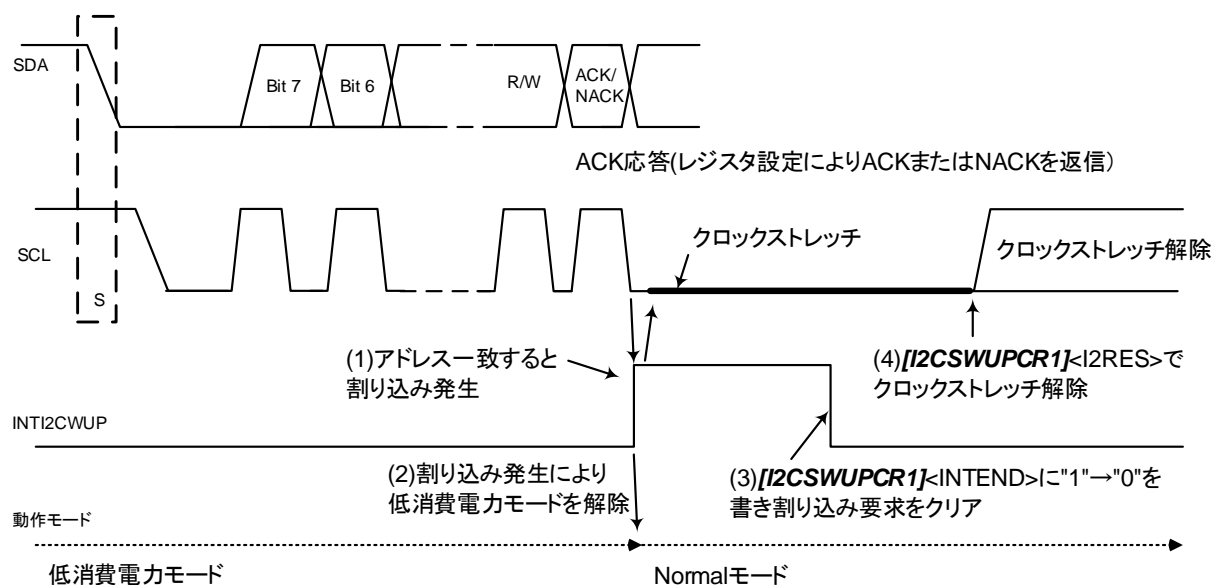 SDA
Bit 7
Bit 6
R/W
ACK/
NACK
ACK応答(レジスタ設定によりACKまたはNACKを返信)
SCL
S
クロックストレッチ
クロックストレッチ解除
(1)アドレス一致すると
割り込み発生
(4)[I2CSWUPCR1]<I2RES>で
クロックストレッチ解除
INTI2CWUP
(2)割り込み発生により
低消費電力モードを解除
(3)[I2CSWUPCR1]<INTEND>に"1"→"0"を
書き割り込み要求をクリア
動作モード
低消費電力モード
Normalモード